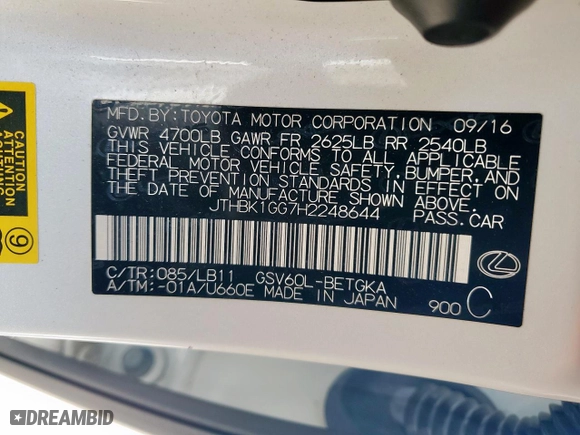 CAUTION
ATTENTION
9
MFD. BY: TOYOTA MOTOR CORPORATION 09/16
GVWR 4700LB GAWR FR 2625LB RR 2540LB
THIS VEHICLE CONFORMS TO ALL APPLICABLE
FEDERAL MOTOR VEHICLE SAFETY, BUMPER, AND
THEFT PREVENTION STANDARDS IN EFFECT ON
THE DATE OF MANUFACTURE SHOWN ABOVE.
JTHBK1GG7H2248644 PASS.CAR
C/TR:085/LB11 GSV60L-BETGKA
A/TM:-01A/U660E MADE IN JAPAN 900 C
DREAMBID